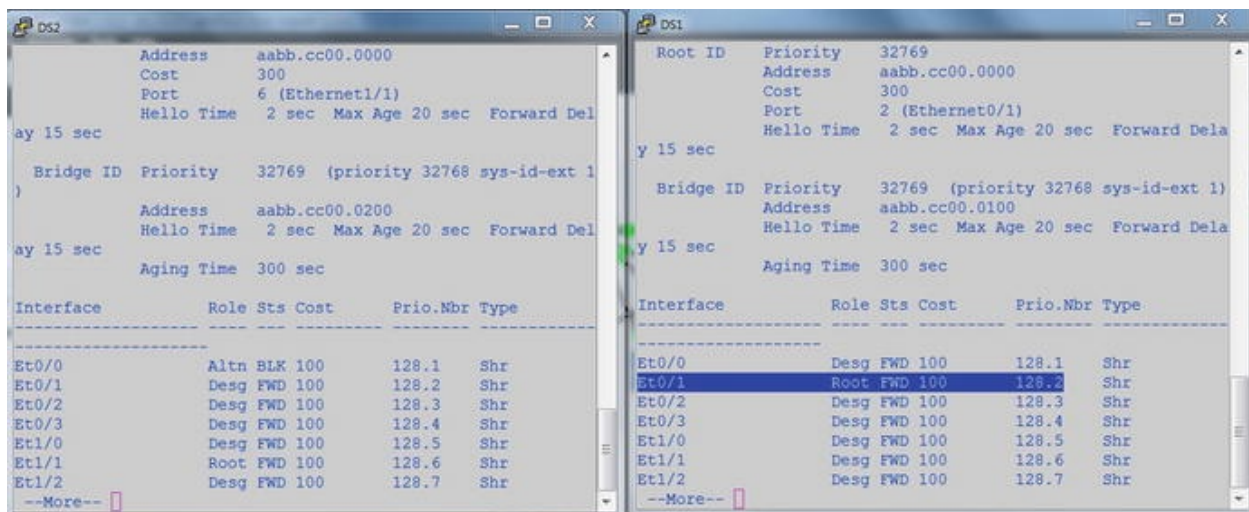 DS2
Address aabb.cc00.0000
Cost 300
Port 6 (Ethernet1/1)
Hello Time 2 sec Max Age 20 sec Forward Del
ay 15 sec
Bridge ID Priority 32769 (priority 32768 sys-id-ext 1
)
Address aabb.cc00.0200
Hello Time 2 sec Max Age 20 sec Forward Del
ay 15 sec
Aging Time 300 sec
Interface Role Sts Cost Prio.Nbr Type
------------------- ---- --- --------- -------- ------------
--------------------
Et0/0 Altn BLK 100 128.1 Shr
Et0/1 Desg FWD 100 128.2 Shr
Et0/2 Desg FWD 100 128.3 Shr
Et0/3 Desg FWD 100 128.4 Shr
Et1/0 Desg FWD 100 128.5 Shr
Et1/1 Root FWD 100 128.6 Shr
Et1/2 Desg FWD 100 128.7 Shr
--More--
DS1
Root ID Priority 32769
Address aabb.cc00.0000
Cost 300
Port 2 (Ethernet0/1)
Hello Time 2 sec Max Age 20 sec Forward Dela
y 15 sec
Bridge ID Priority 32769 (priority 32768 sys-id-ext 1)
Address aabb.cc00.0100
Hello Time 2 sec Max Age 20 sec Forward Dela
y 15 sec
Aging Time 300 sec
Interface Role Sts Cost Prio.Nbr Type
------------------- ---- --- --------- -------- -------------
-------------------
Et0/0 Desg FWD 100 128.1 Shr
Et0/1 Root FWD 100 128.2 Shr
Et0/2 Desg FWD 100 128.3 Shr
Et0/3 Desg FWD 100 128.4 Shr
Et1/0 Desg FWD 100 128.5 Shr
Et1/1 Desg FWD 100 128.6 Shr
Et1/2 Desg FWD 100 128.7 Shr
--More--